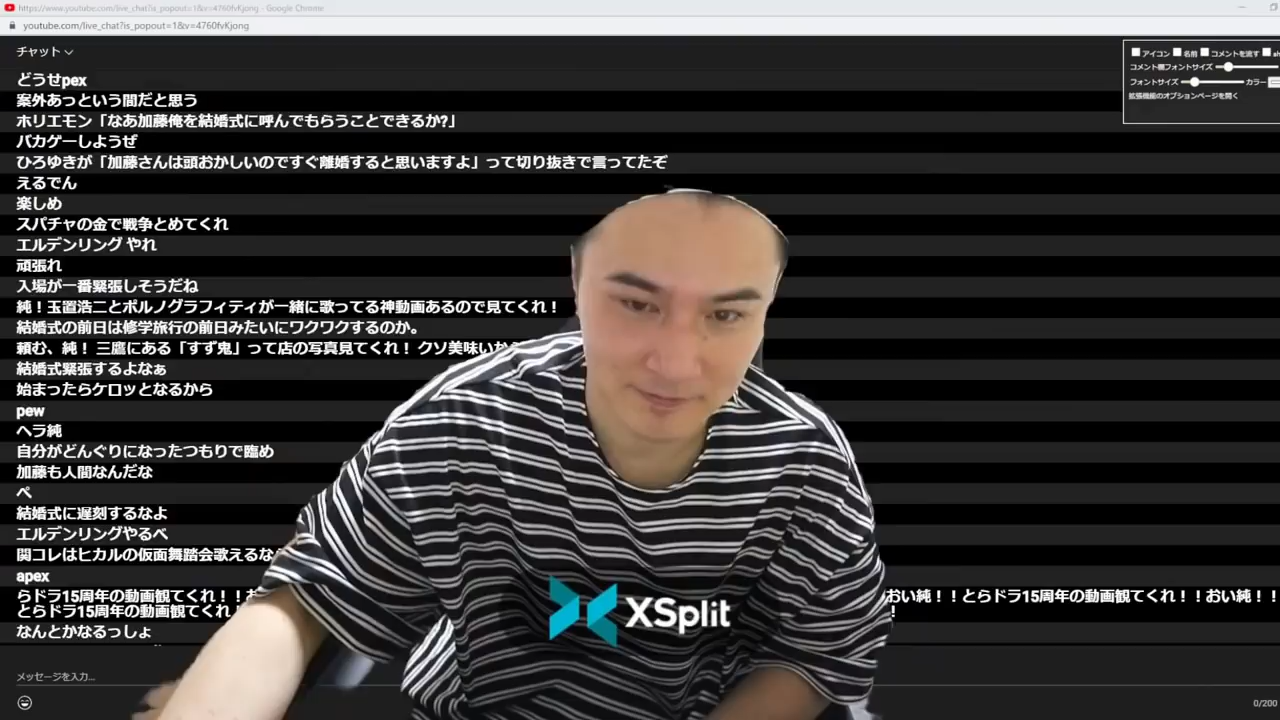 https://www.youtube.com/live_chat?is_popout=1&v=4760fvKjong - Google Chrome
youtube.com/live_chat?is_popout=1&v=4760fvKjong
チャット
アイコン 名前 コメントを流す
コメント欄フォントサイズ
フォントサイズ カラー
拡張機能のオプションページを開く
どうせpex
案外あっという間だと思う
ホリエモン「なあ加藤俺を結婚式に呼んでもらうことできるか?」
バカゲーしようぜ
ひろゆきが「加藤さんは頭おかしいのですぐ離婚すると思いますよ」って切り抜きで言ってたぞ
えるでん
楽しめ
スパチャの金で戦争とめてくれ
エルデンリング やれ
頑張れ
入場が一番緊張しそうだね
純！玉置浩二とポルノグラフィティが一緒に歌ってる神動画あるので見てくれ！
結婚式の前日は修学旅行の前日みたいにワクワクするのか。
頼む、純！ 三鷹にある「すず鬼」って店の写真見てくれ！ クソ美味いから
結婚式緊張するよなぁ
始まったらケロッとなるから
pew
ヘラ純
自分がどんぐりになったつもりで臨め
加藤も人間なんだな
ペ
結婚式に遅刻するなよ
エルデンリングやるべ
関コレはヒカルの仮面舞踏会歌えるな
apex
らドラ15周年の動画観てくれ！！お おい純！！とらドラ15周年の動画観てくれ！！おい純！！
とらドラ15周年の動画観てくれ！ ！
なんとかなるっしょ
XSplit
メッセージを入力...
0/200